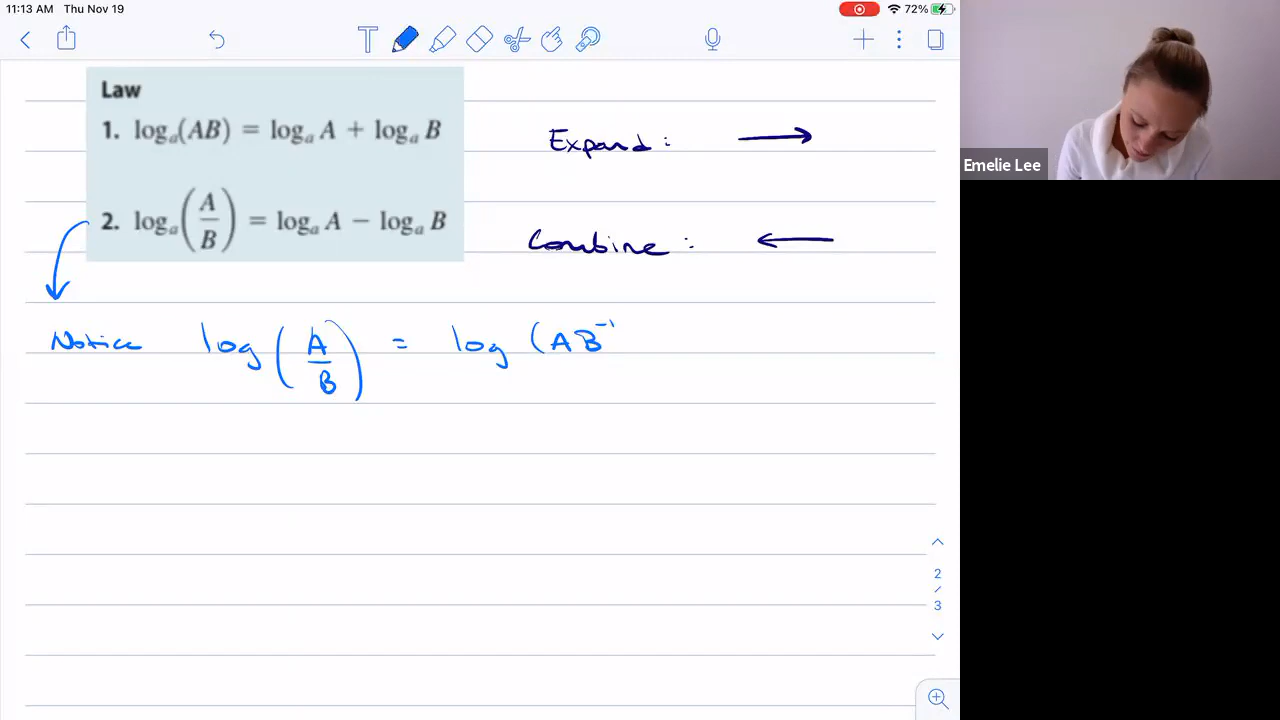 11:13 AM Thu Nov 19
72%
Law
1. logₐ(AB) = logₐ A + logₐ B
Expand: →
2. logₐ(A/B) = logₐ A − logₐ B
Combine: ←
Notice log(A/B) = log(AB⁻¹
2/3
Emelie Lee